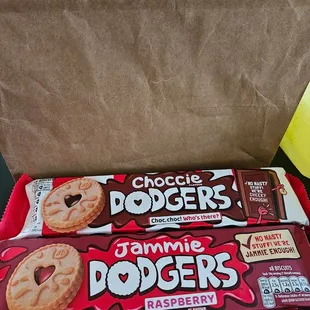 Choccie
DODGERS
Choc, choc! Who's there?
NO NASTY
STUFF!
WE'RE
CHEEKY
ENOUGH!
Jammie
DODGERS
RASPBERRY
NO NASTY
STUFF! WE'RE
JAMMIE ENOUGH!